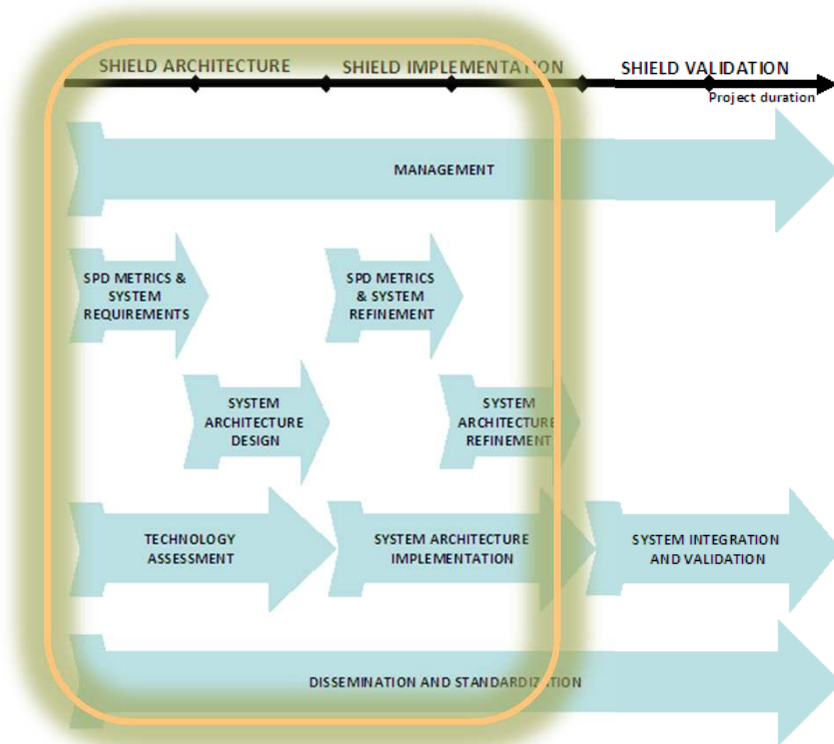 SHIELD ARCHITECTURE SHIELD IMPLEMENTATION SHIELD VALIDATION
Project duration
MANAGEMENT
SPD METRICS &
SYSTEM
REQUIREMENTS
SPD METRICS
& SYSTEM
REFINEMENT
SYSTEM
ARCHITECTURE
DESIGN
SYSTEM
ARCHITECTURE
REFINEMENT
TECHNOLOGY
ASSESSMENT
SYSTEM ARCHITECTURE
IMPLEMENTATION
SYSTEM INTEGRATION
AND VALIDATION
DISSEMINATION AND STANDARDIZATION